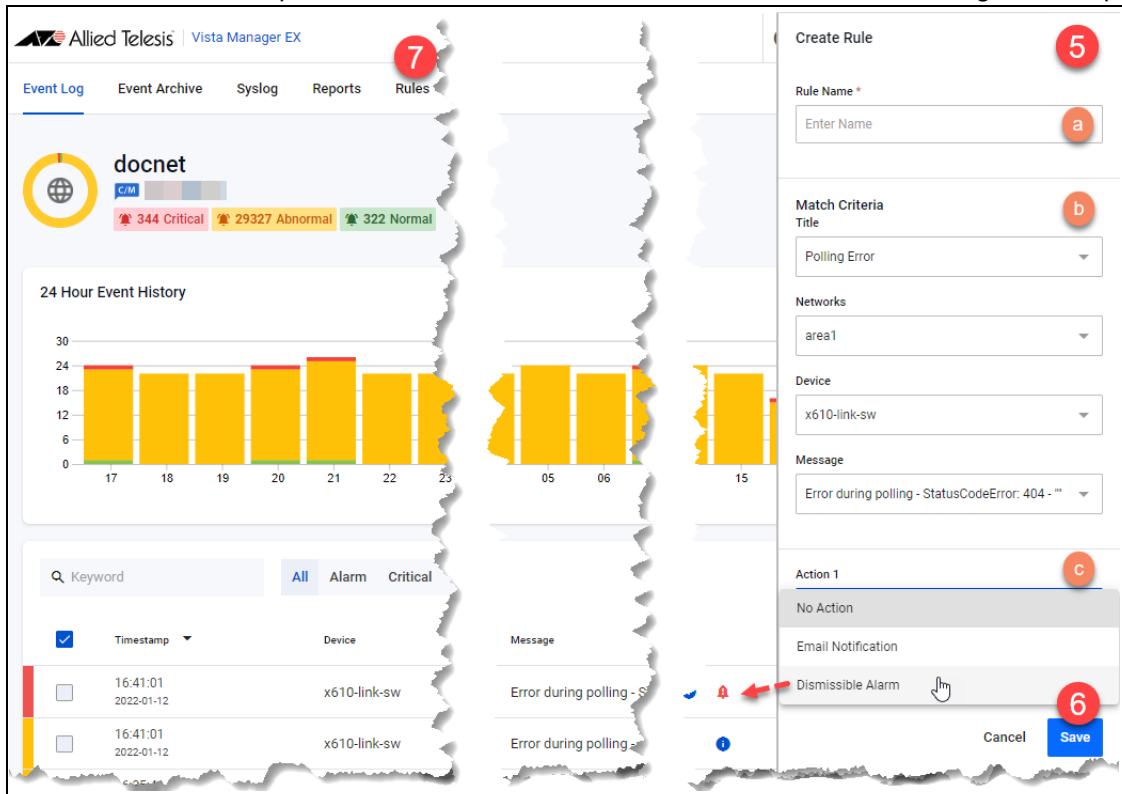 Allied Telesis Vista Manager EX
7
Event Log Event Archive Syslog Reports Rules
docnet
C/M
344 Critical 29327 Abnormal 322 Normal
24 Hour Event History
30
24
18
12
6
0
17 18 19 20 21 22 23 05 06 15
Keyword All Alarm Critical
Timestamp Device Message
16:41:01
2022-01-12
x610-link-sw Error during polling - S
16:41:01
2022-01-12
x610-link-sw Error during polling -
Create Rule
5
Rule Name *
Enter Name
a
Match Criteria
b
Title
Polling Error
Networks
area1
Device
x610-link-sw
Message
Error during polling - StatusCodeError: 404 - ""
Action 1
c
No Action
Email Notification
Dismissible Alarm
6
Cancel Save